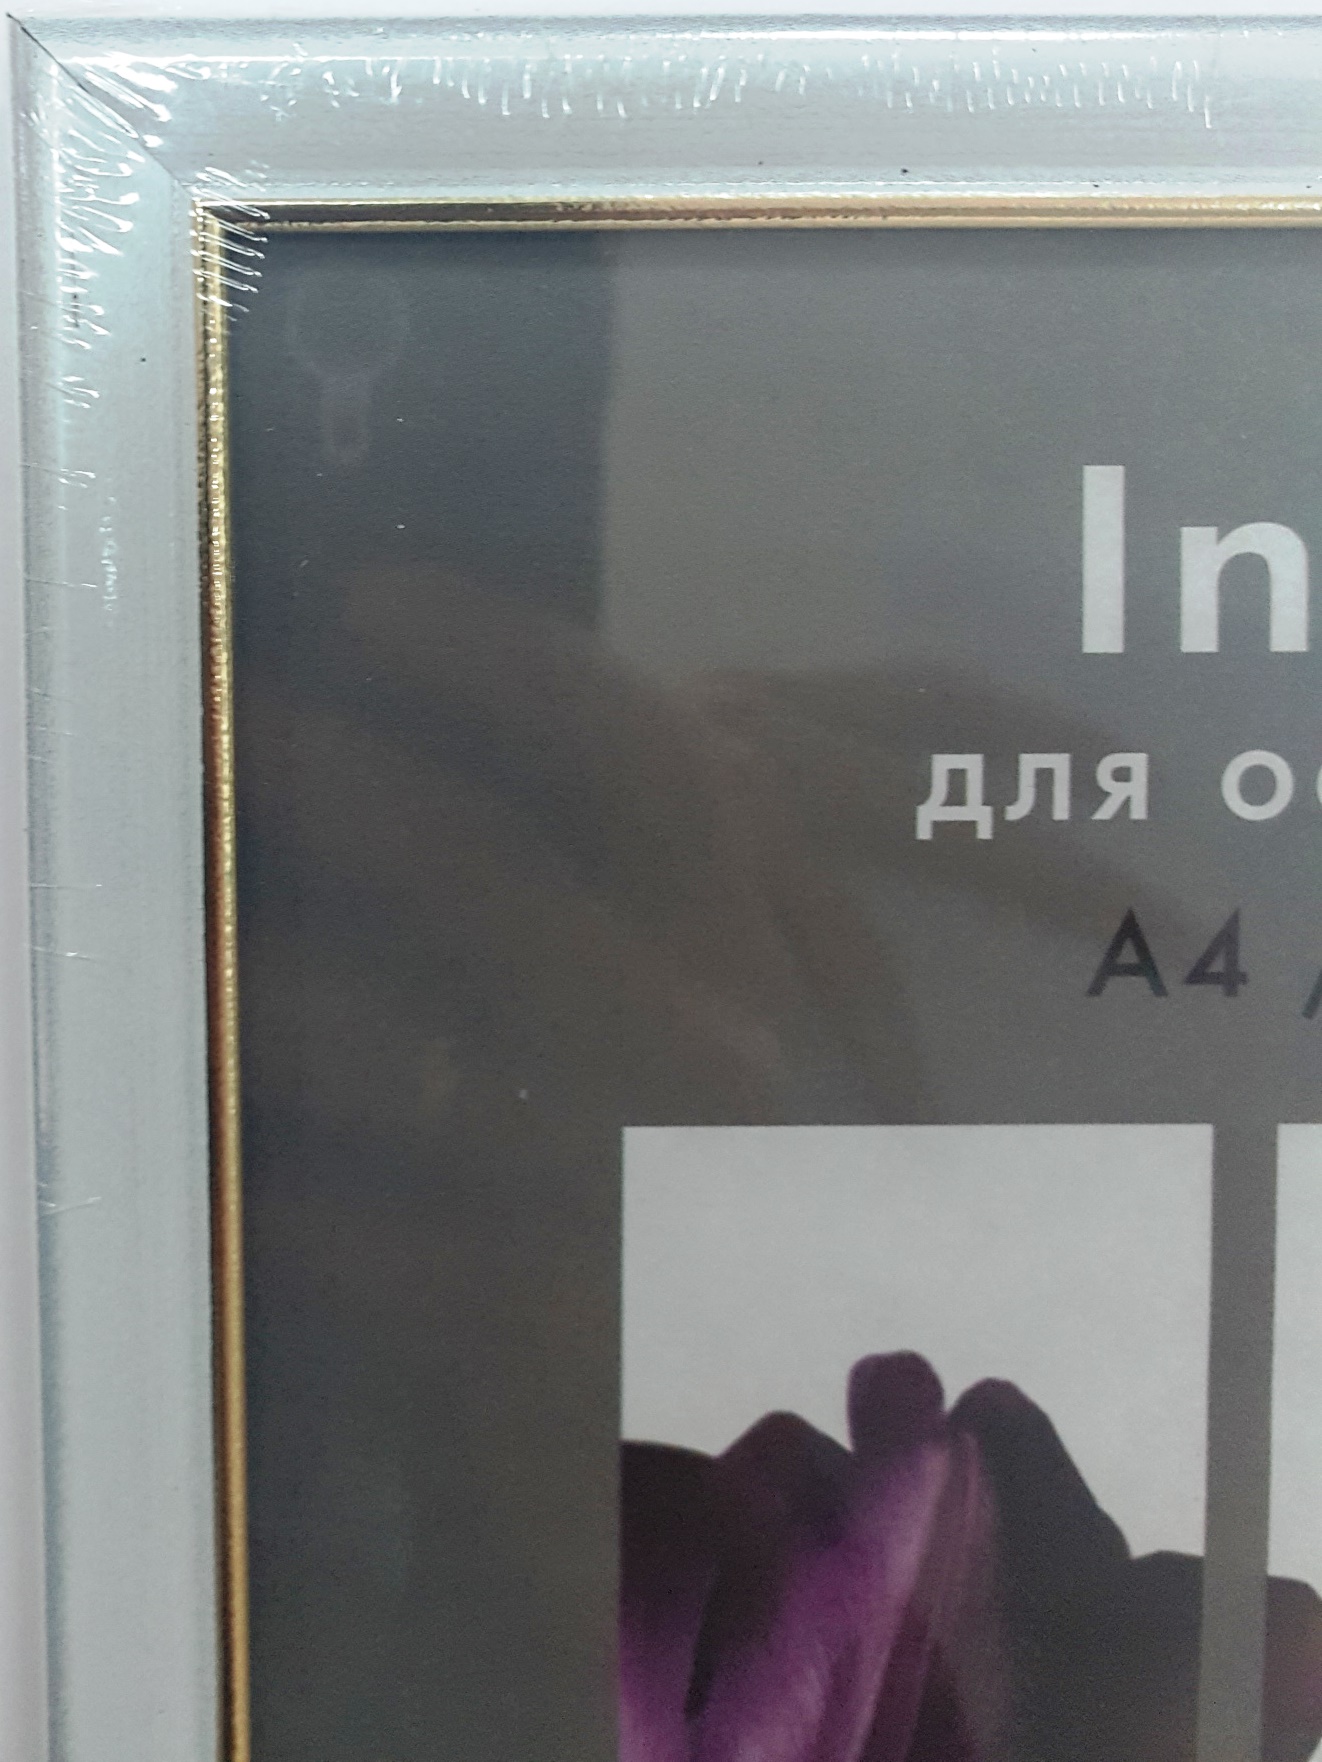 In
для о
A4 /